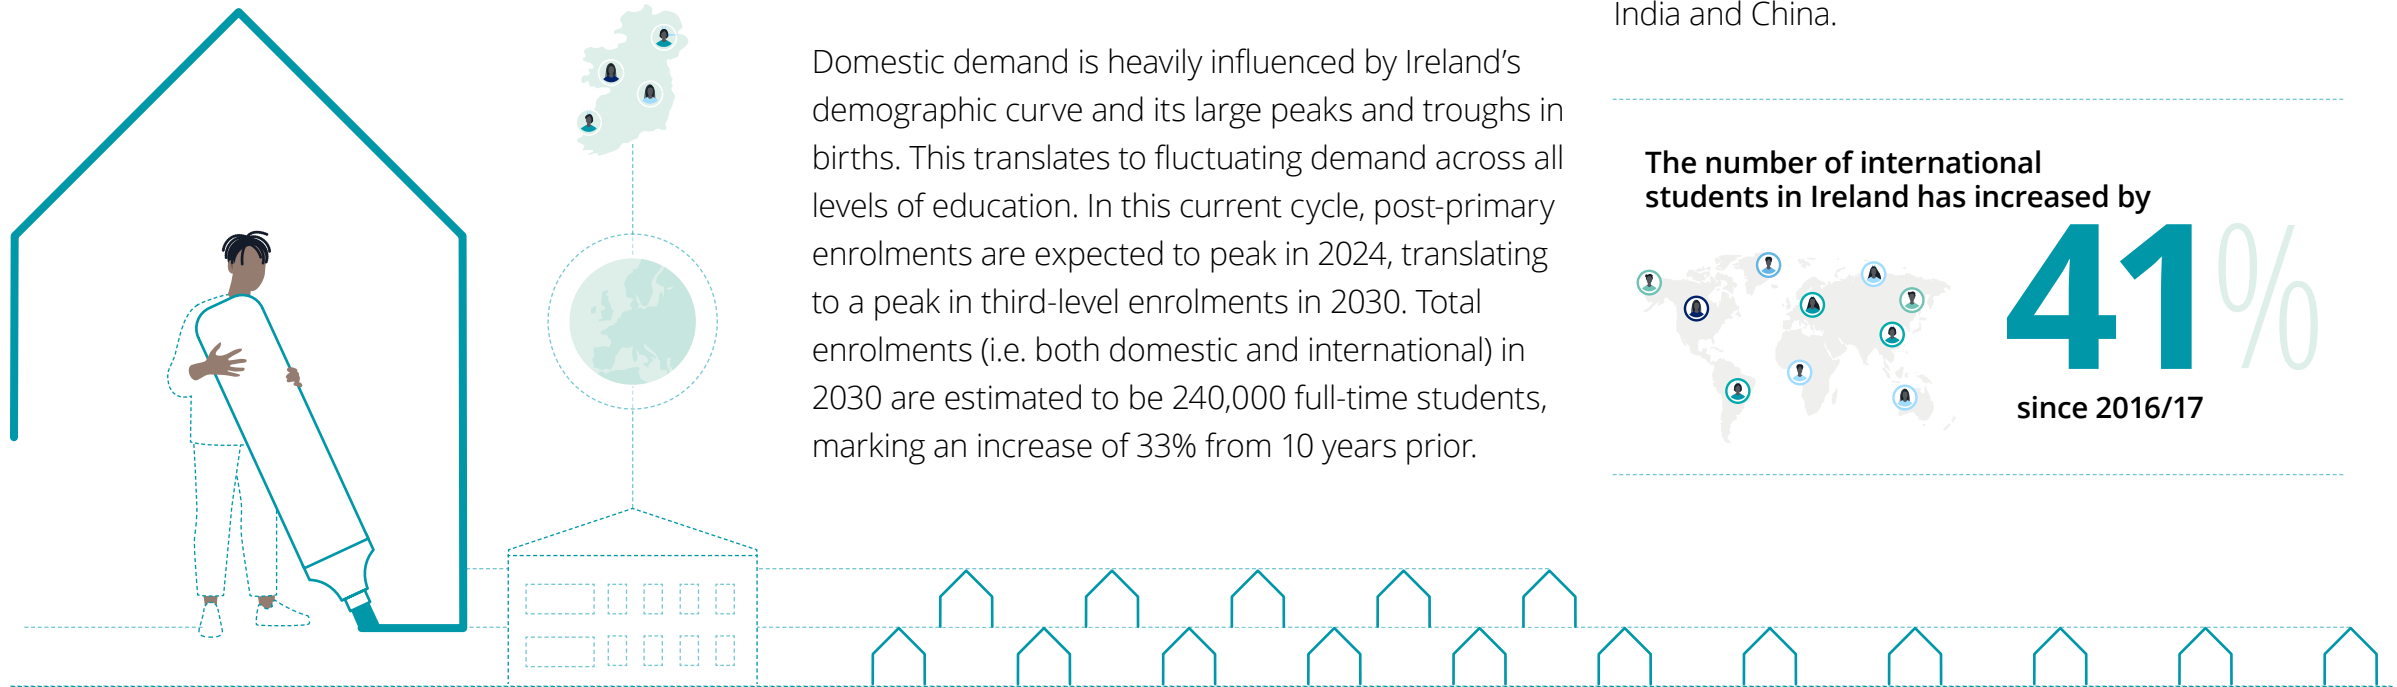 Domestic demand is heavily influenced by Ireland’s
demographic curve and its large peaks and troughs in
births. This translates to fluctuating demand across all
levels of education. In this current cycle, post-primary
enrolments are expected to peak in 2024, translating
to a peak in third-level enrolments in 2030. Total
enrolments (i.e. both domestic and international) in
2030 are estimated to be 240,000 full-time students,
marking an increase of 33% from 10 years prior.
India and China.
The number of international
students in Ireland has increased by
41%
since 2016/17